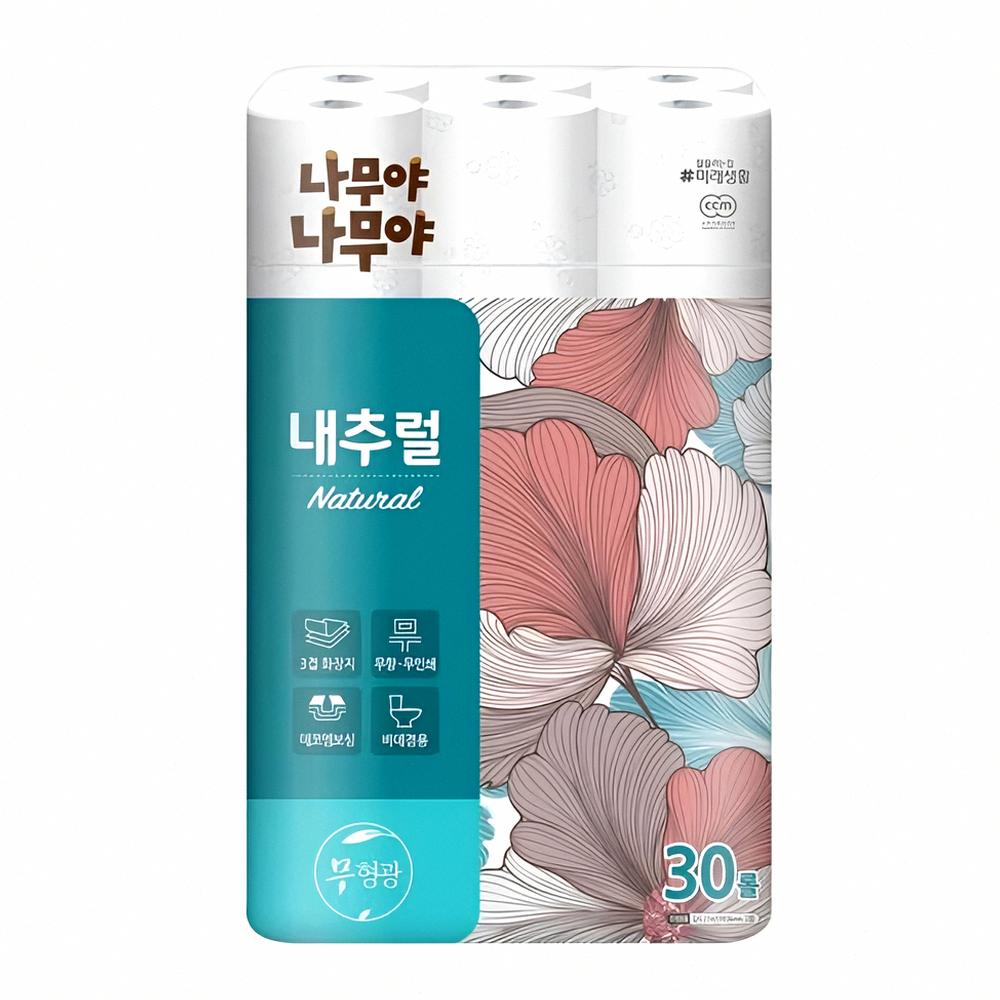 나무야
나무야
#미래생활
ccm
내추럴
Natural
3겹 화장지
무향·무인쇄
데코엠보싱
비데겸용
무형광
30롤